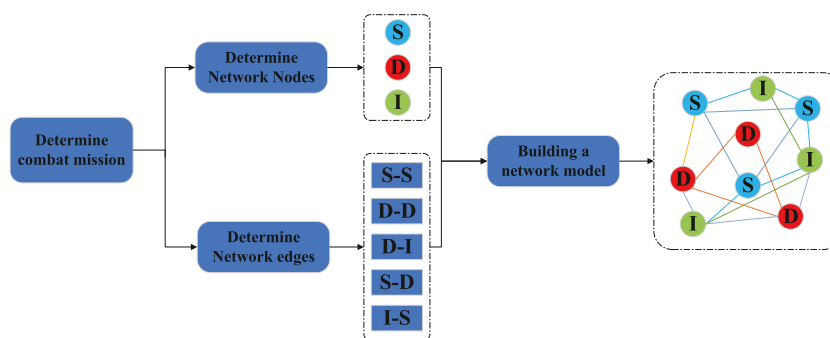 Determine
combat mission
Determine
Network Nodes
Determine
Network edges
S
D
I
S-S
D-D
D-I
S-D
I-S
Building a
network model
I
S
S
D
I
D
S
D
I